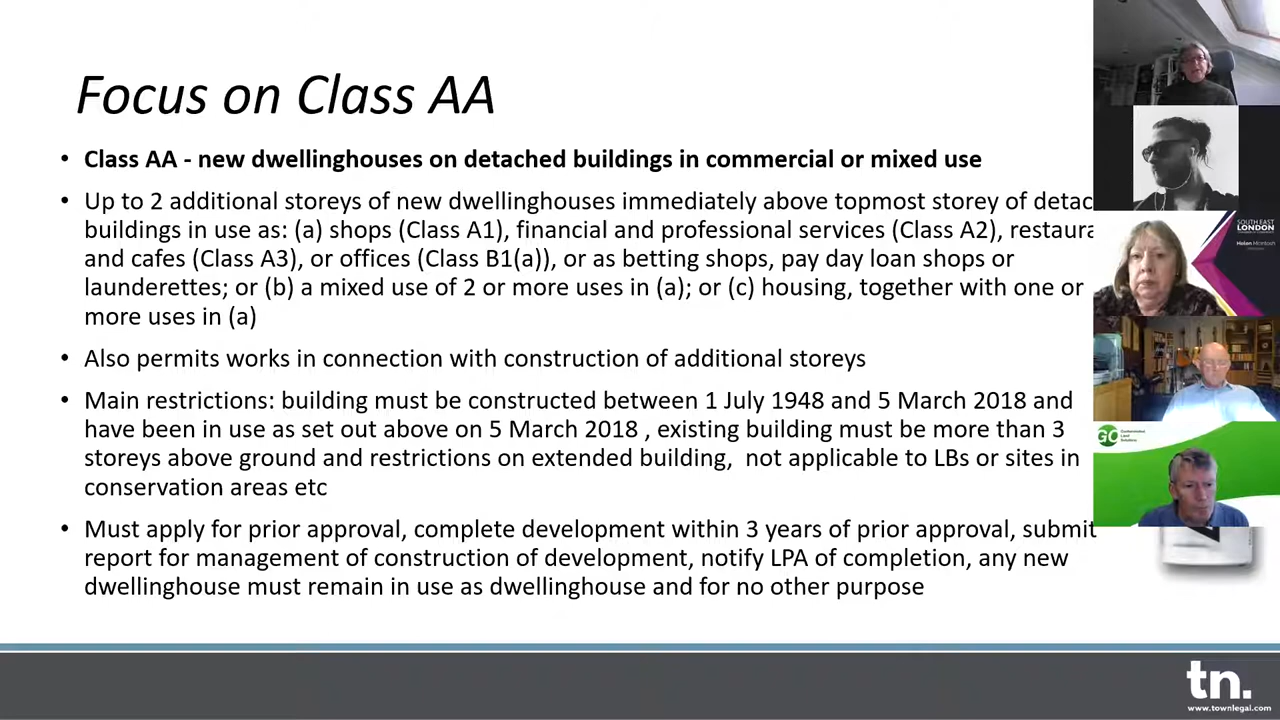 Focus on Class AA
• Class AA - new dwellinghouses on detached buildings in commercial or mixed use
• Up to 2 additional storeys of new dwellinghouses immediately above topmost storey of detac
buildings in use as: (a) shops (Class A1), financial and professional services (Class A2), restaura
and cafes (Class A3), or offices (Class B1(a)), or as betting shops, pay day loan shops or
launderettes; or (b) a mixed use of 2 or more uses in (a); or (c) housing, together with one or
more uses in (a)
• Also permits works in connection with construction of additional storeys
• Main restrictions: building must be constructed between 1 July 1948 and 5 March 2018 and
have been in use as set out above on 5 March 2018 , existing building must be more than 3
storeys above ground and restrictions on extended building,  not applicable to LBs or sites in
conservation areas etc
• Must apply for prior approval, complete development within 3 years of prior approval, submit
report for management of construction of development, notify LPA of completion, any new
dwellinghouse must remain in use as dwellinghouse and for no other purpose
SOUTH EAST
LONDON
Helen McIntosh
GO
Contaminated
Land
Solutions
tn.
www.townlegal.com